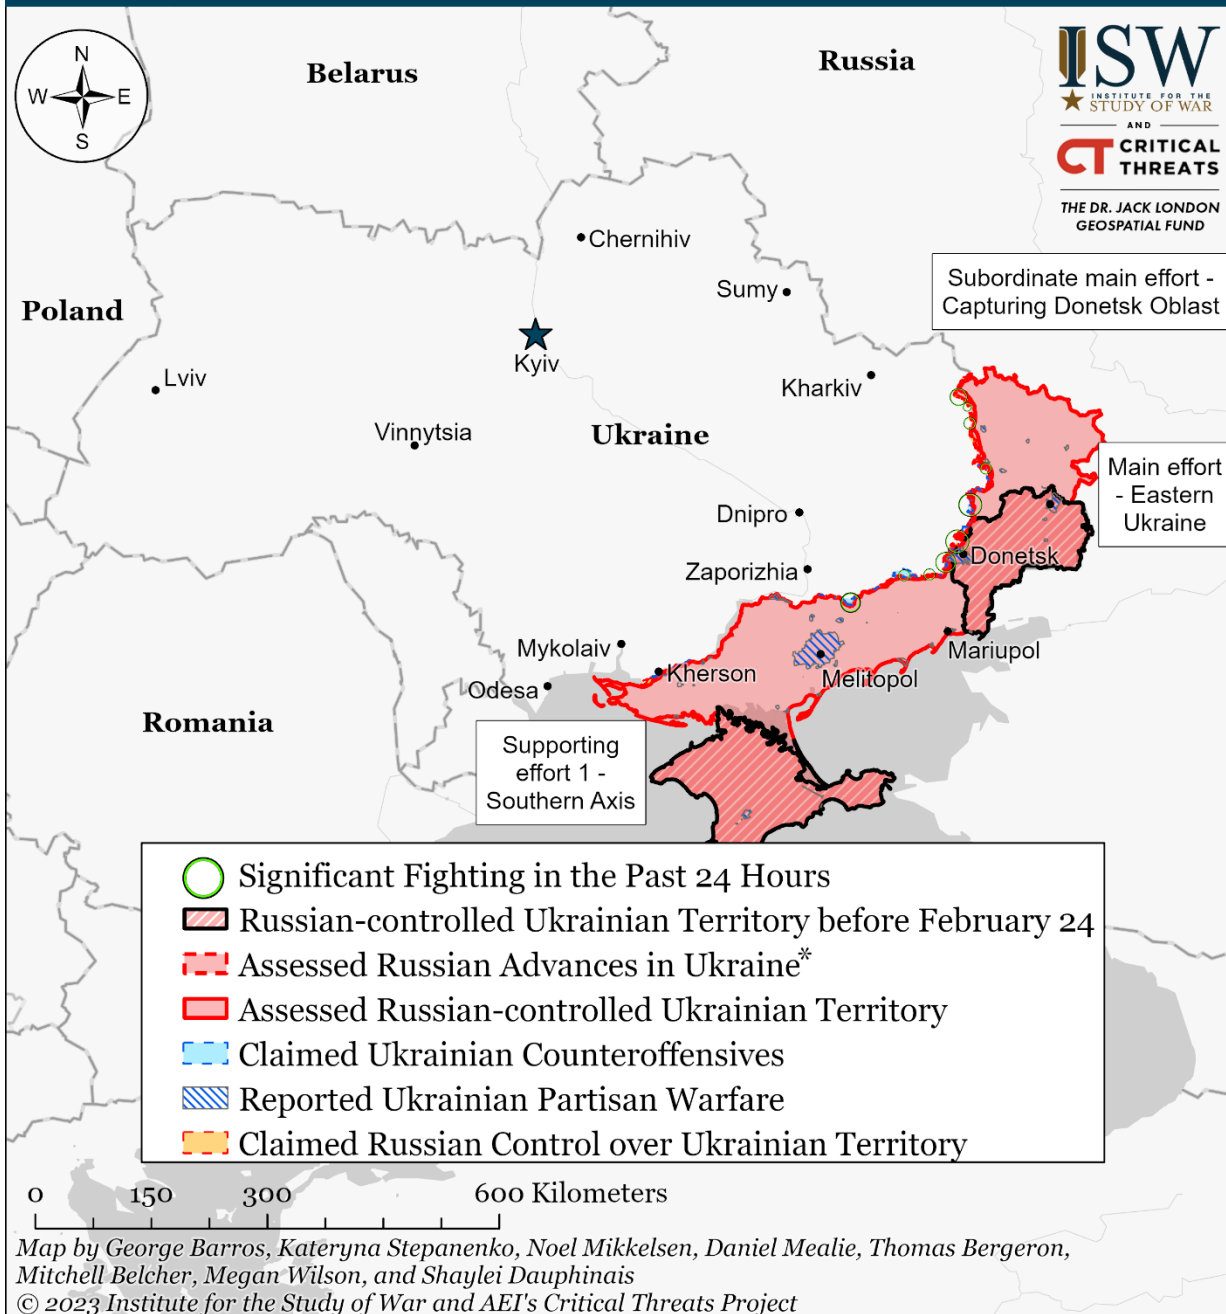 N
W E
S
Belarus
Russia
ISW
INSTITUTE FOR THE
STUDY OF WAR
AND
CT CRITICAL
THREATS
THE DR. JACK LONDON
GEOSPATIAL FUND
Chernihiv
Subordinate main effort -
Capturing Donetsk Oblast
Sumy
Poland
Kyiv
Lviv
Kharkiv
Vinnytsia
Ukraine
Main effort
- Eastern
Ukraine
Dnipro
Donetsk
Zaporizhia
Mykolaiv
Mariupol
Kherson
Melitopol
Odesa
Romania
Supporting
effort 1 -
Southern Axis
Significant Fighting in the Past 24 Hours
Russian-controlled Ukrainian Territory before February 24
Assessed Russian Advances in Ukraine*
Assessed Russian-controlled Ukrainian Territory
Claimed Ukrainian Counteroffensives
Reported Ukrainian Partisan Warfare
Claimed Russian Control over Ukrainian Territory
0 150 300 600 Kilometers
Map by George Barros, Kateryna Stepanenko, Noel Mikkelsen, Daniel Mealie, Thomas Bergeron,
Mitchell Belcher, Megan Wilson, and Shaylei Dauphinais
© 2023 Institute for the Study of War and AEI's Critical Threats Project